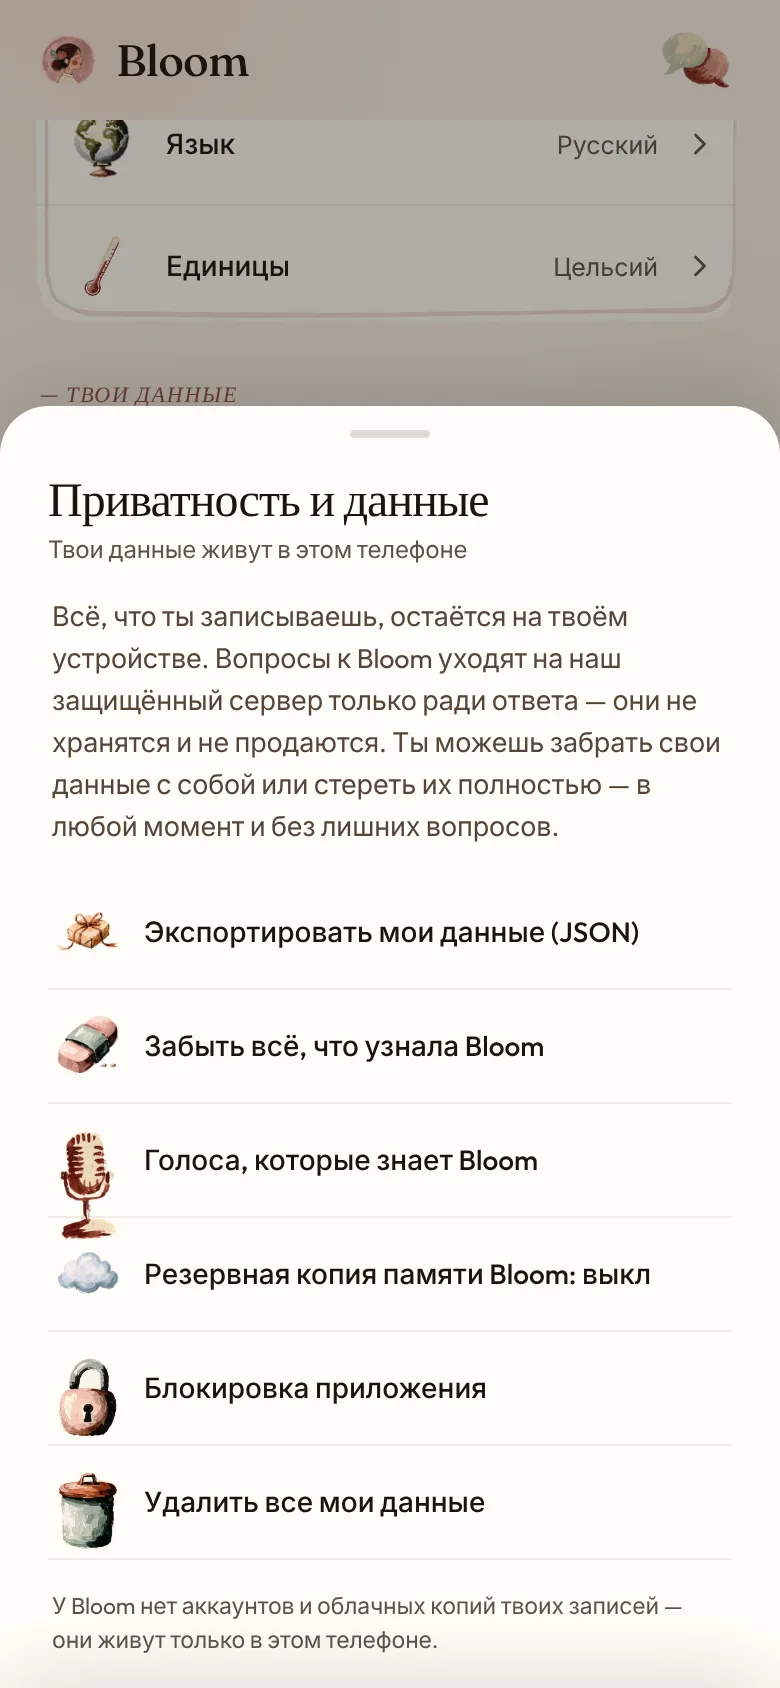 Bloom
Язык
Русский
Единицы
Цельсий
— ТВОИ ДАННЫЕ
Приватность и данные
Твои данные живут в этом телефоне
Всё, что ты записываешь, остаётся на твоём
устройстве. Вопросы к Bloom уходят на наш
защищённый сервер только ради ответа — они не
хранятся и не продаются. Ты можешь забрать свои
данные с собой или стереть их полностью — в
любой момент и без лишних вопросов.
Экспортировать мои данные (JSON)
Забыть всё, что узнала Bloom
Голоса, которые знает Bloom
Резервная копия памяти Bloom: выкл
Блокировка приложения
Удалить все мои данные
У Bloom нет аккаунтов и облачных копий твоих записей —
они живут только в этом телефоне.